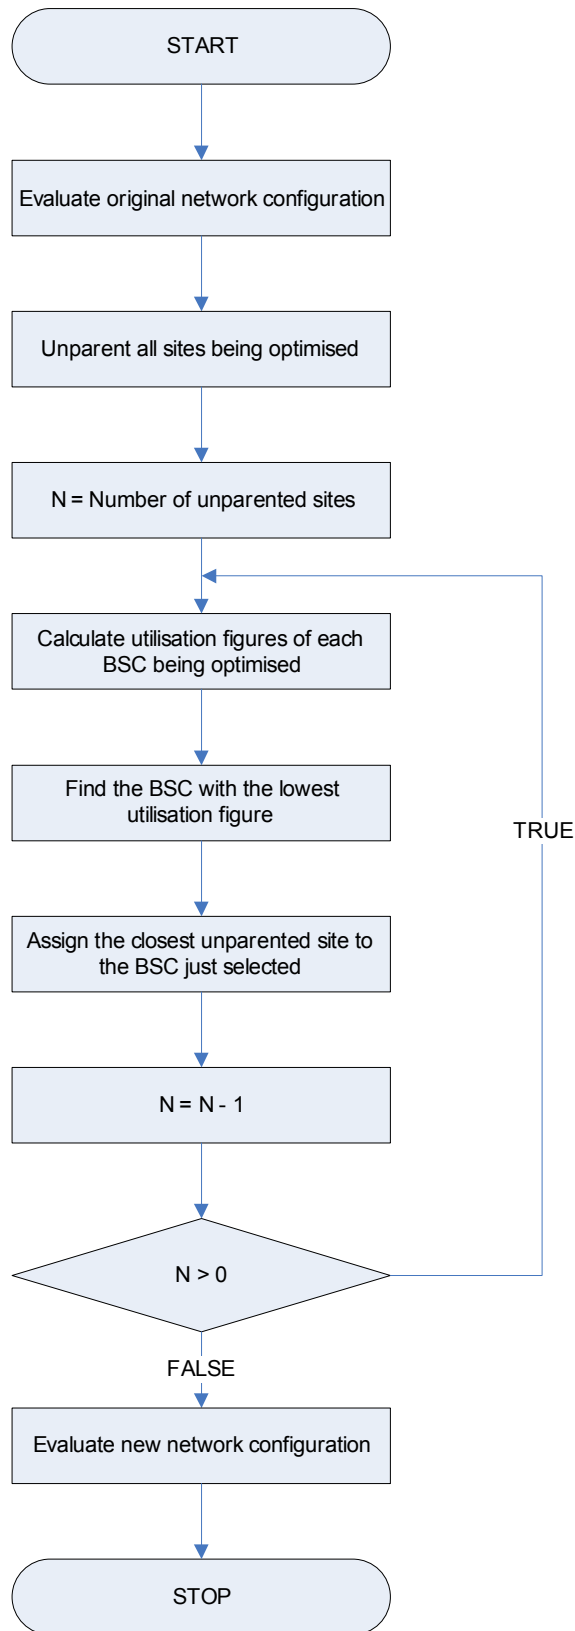 START
Evaluate original network configuration
Unparent all sites being optimised
N = Number of unparented sites
Calculate utilisation figures of each
BSC being optimised
Find the BSC with the lowest
utilisation figure
TRUE
Assign the closest unparented site to
the BSC just selected
N = N - 1
N > 0
FALSE
Evaluate new network configuration
STOP